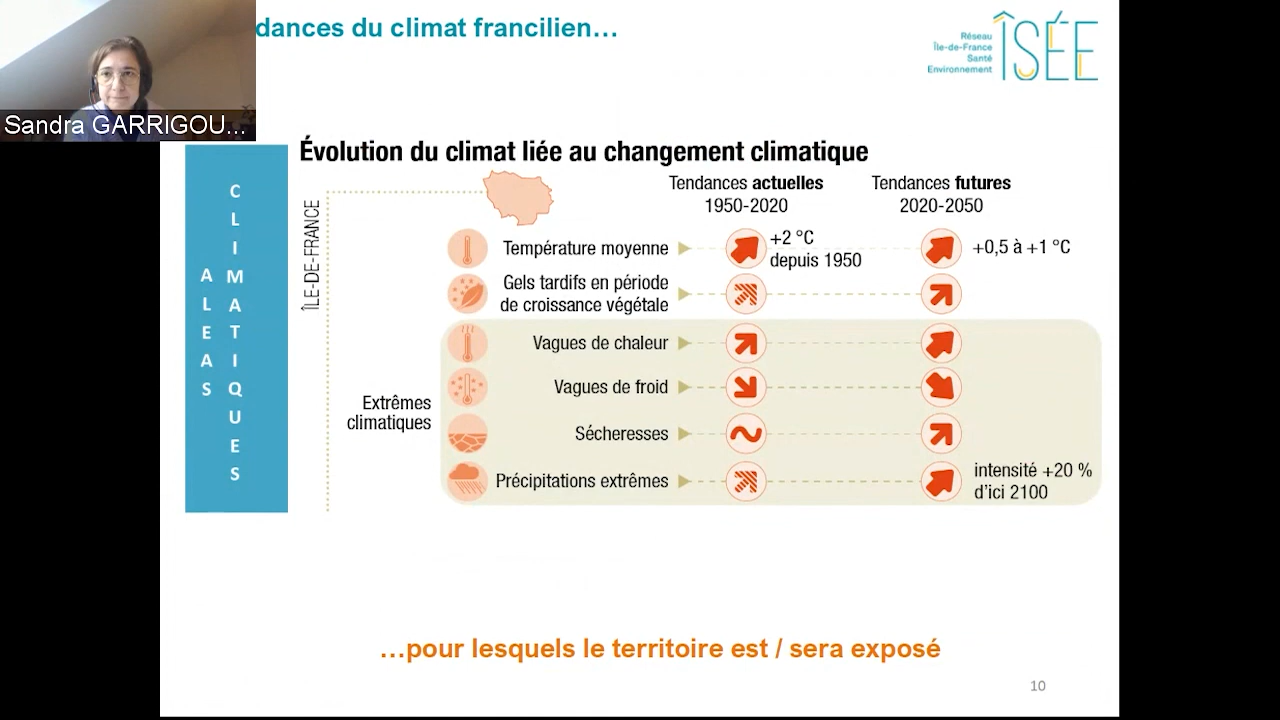 dances du climat francilien…
Réseau
Île-de-France
Santé
Environnement
ÎSÉE
Sandra GARRIGOU...
ALEAS
CLIMATIQUES
Évolution du climat liée au changement climatique
ÎLE-DE-FRANCE
Tendances actuelles
1950-2020
Tendances futures
2020-2050
Température moyenne
+2 °C
depuis 1950
+0,5 à +1 °C
Gels tardifs en période
de croissance végétale
Extrêmes
climatiques
Vagues de chaleur
Vagues de froid
Sécheresses
Précipitations extrêmes
intensité +20 %
d'ici 2100
…pour lesquels le territoire est / sera exposé
10